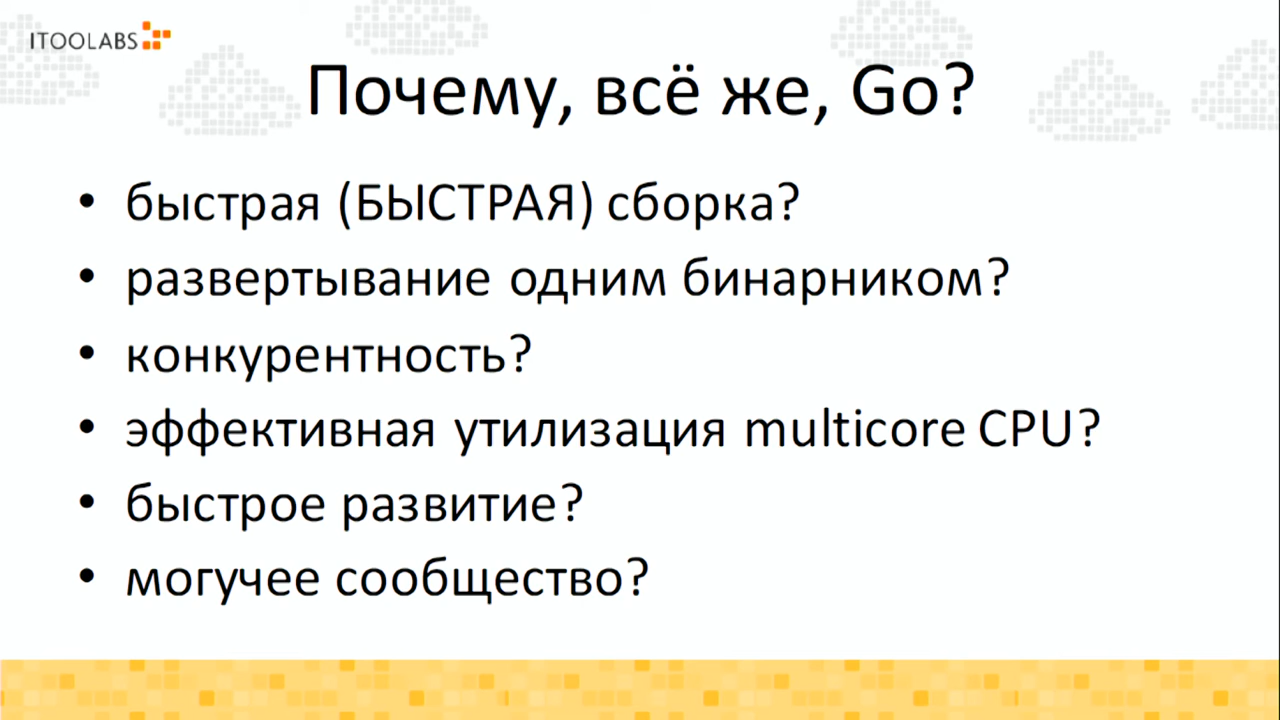 ITOOLABS
Почему, всё же, Go?
• быстрая (БЫСТРАЯ) сборка?
• развертывание одним бинарником?
• конкурентность?
• эффективная утилизация multicore CPU?
• быстрое развитие?
• могучее сообщество?